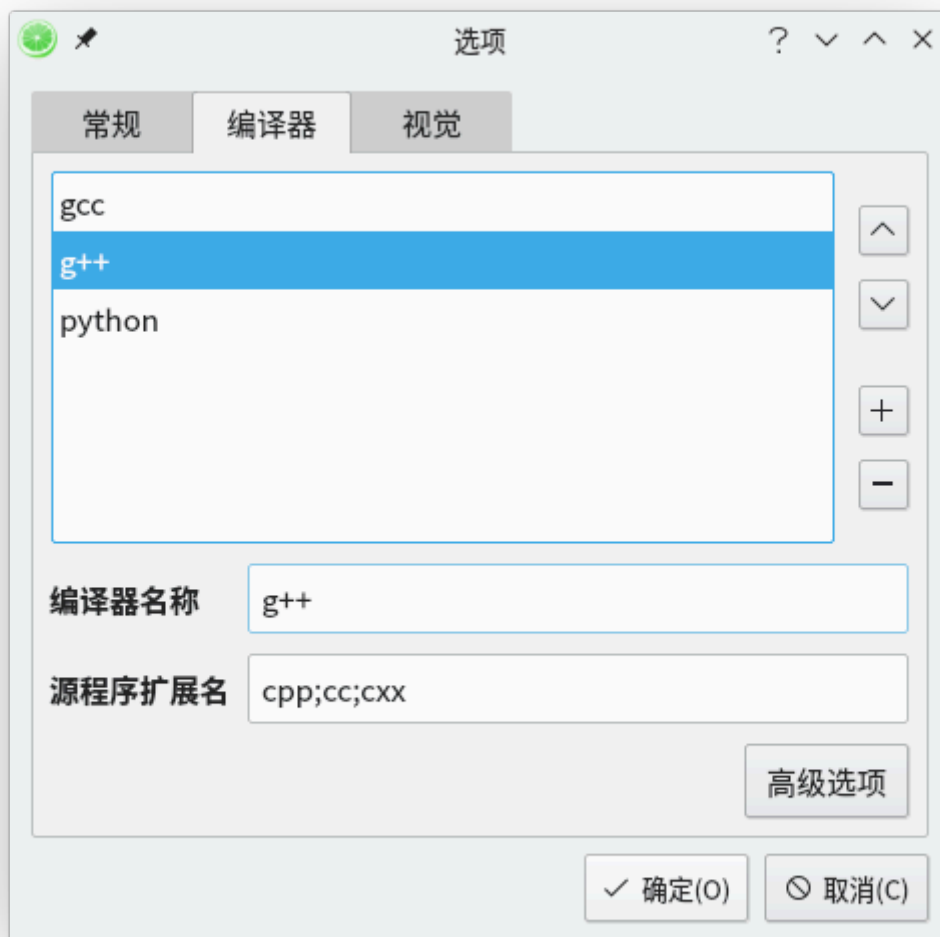 选项
常规 编译器 视觉
gcc
g++
python
编译器名称 g++
源程序扩展名 cpp;cc;cxx
高级选项
确定(O) 取消(C)